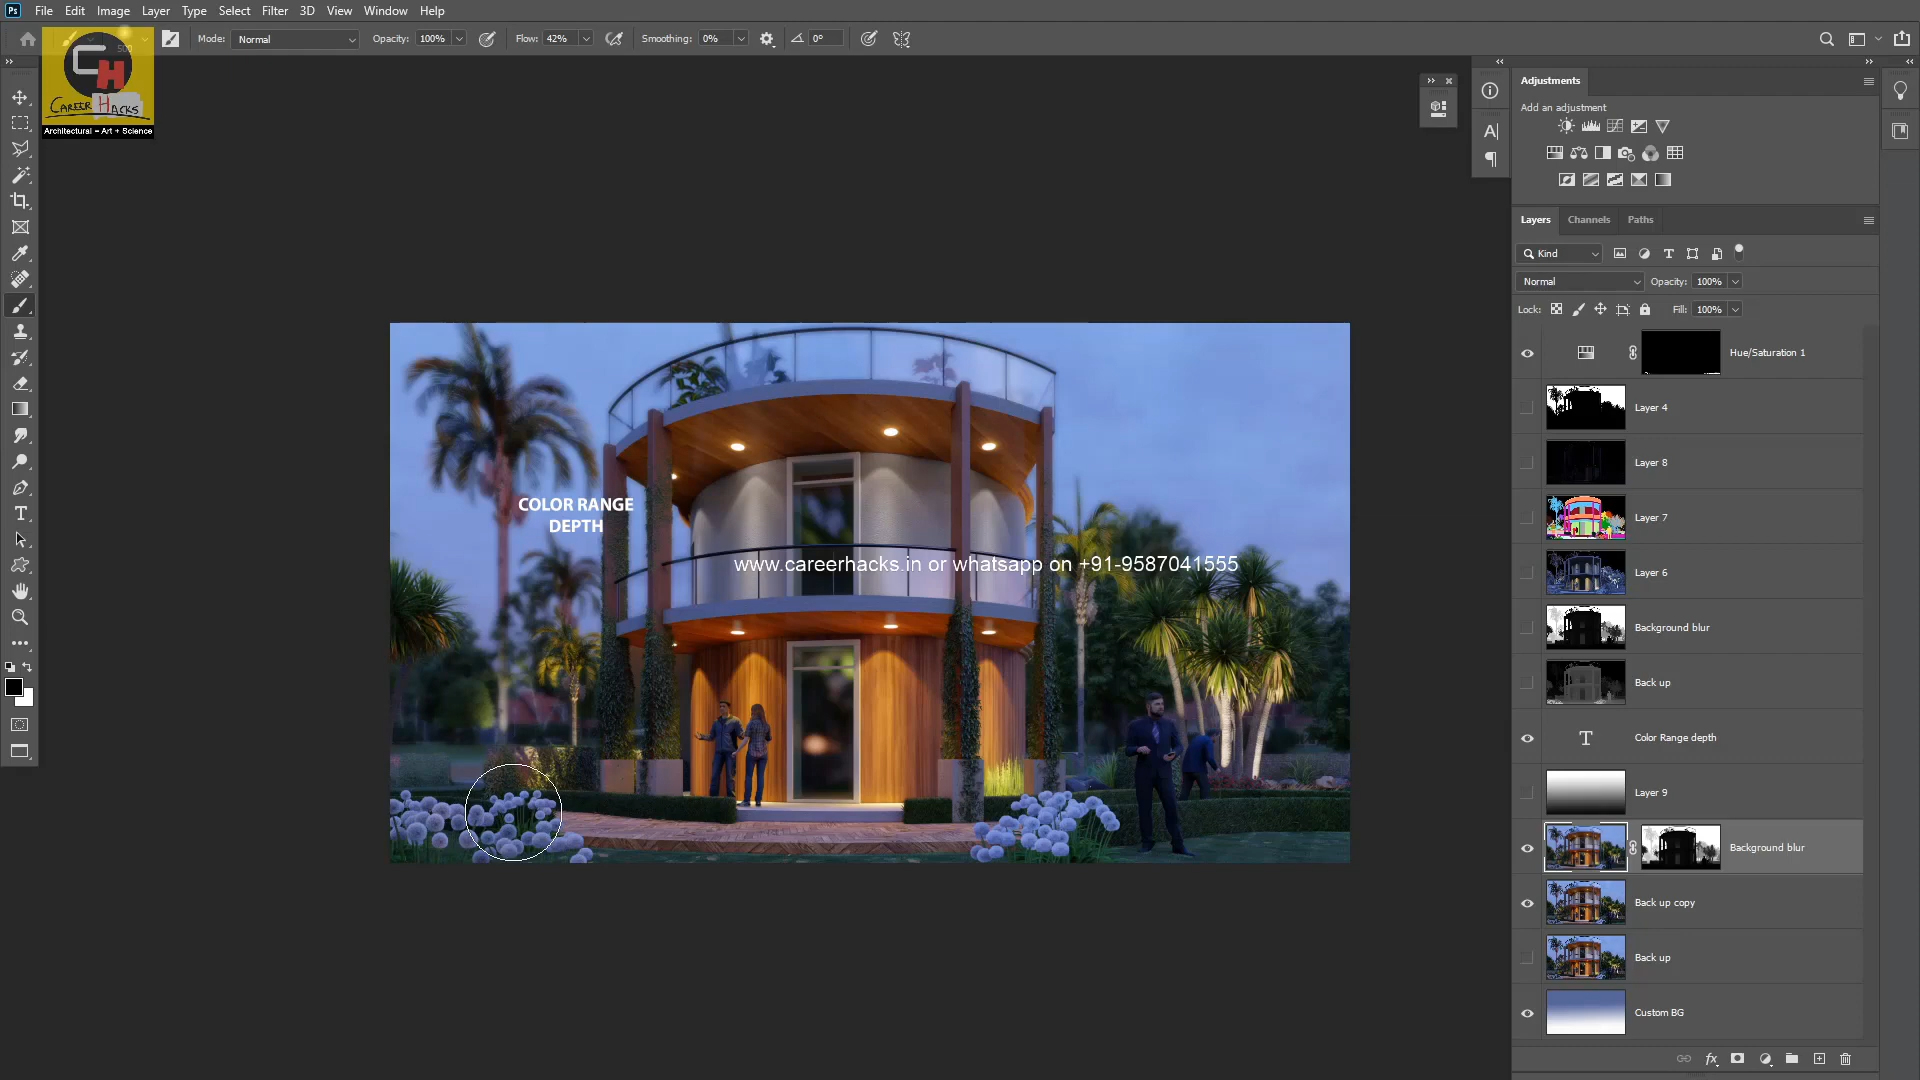 Ps File Edit Image Layer Type Select Filter 3D View Window Help
500 Mode: Normal Opacity: 100% Flow: 42% Smoothing: 0% 0°
CH
CAREER HACKS
Architectural = Art + Science
Adjustments
Add an adjustment
Layers Channels Paths
Kind
Normal Opacity: 100%
Lock: Fill: 100%
Hue/Saturation 1
Layer 4
Layer 8
Layer 7
Layer 6
Background blur
Back up
Color Range depth
Layer 9
Background blur
Back up copy
Back up
Custom BG
COLOR RANGE
DEPTH
www.careerhacks.in or whatsapp on +91-9587041555